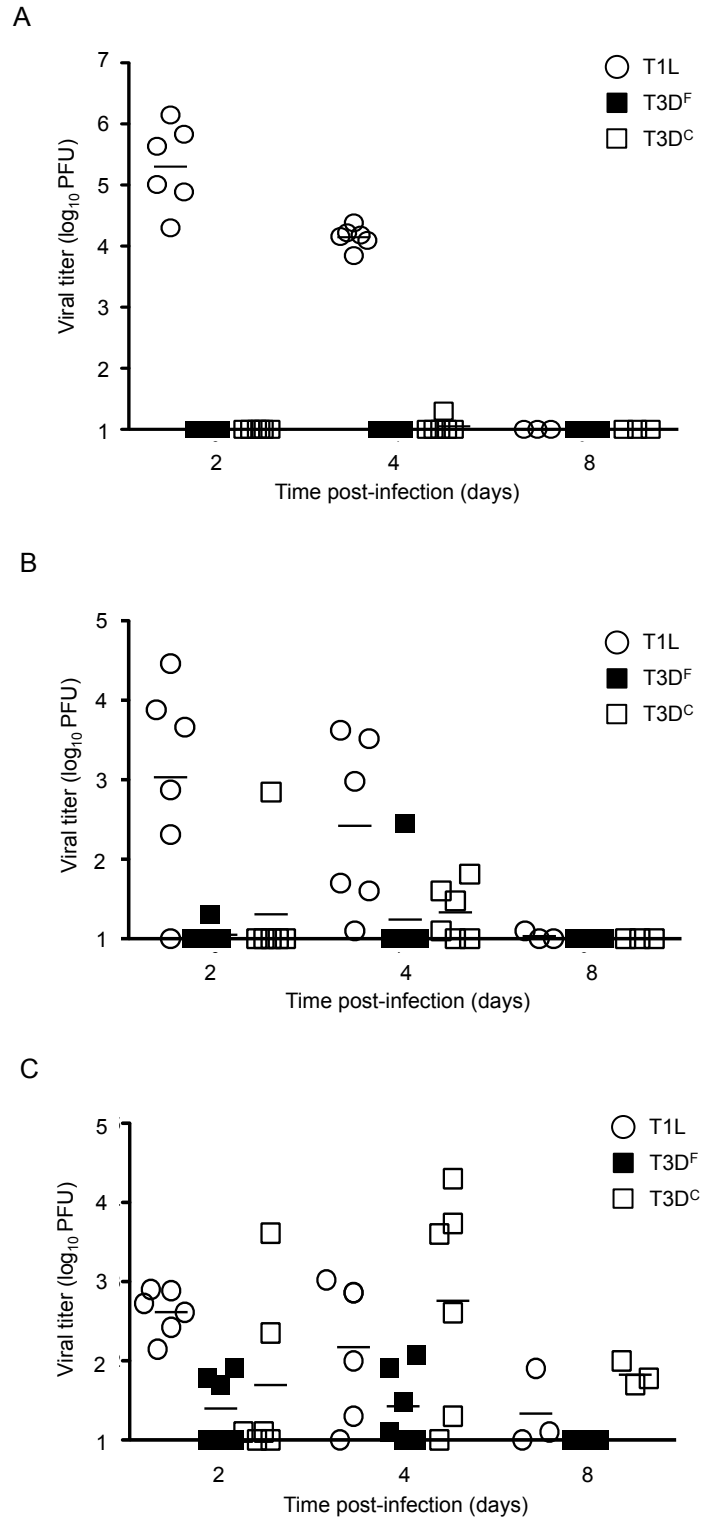 A
T1L
T3Dᶠ
T3Dᶜ
Viral titer (log₁₀ PFU)
7
6
5
4
3
2
1
2 4 8
Time post-infection (days)
B
T1L
T3Dᶠ
T3Dᶜ
Viral titer (log₁₀ PFU)
5
4
3
2
1
2 4 8
Time post-infection (days)
C
T1L
T3Dᶠ
T3Dᶜ
Viral titer (log₁₀ PFU)
5
4
3
2
1
2 4 8
Time post-infection (days)